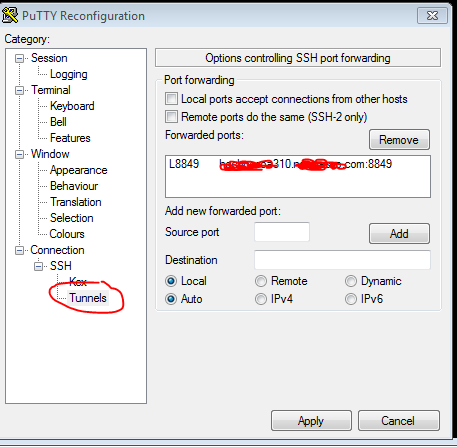 PuTTY Reconfiguration
Category:
Session
Logging
Terminal
Keyboard
Bell
Features
Window
Appearance
Behaviour
Translation
Selection
Colours
Connection
SSH
Kex
Tunnels
Options controlling SSH port forwarding
Port forwarding
Local ports accept connections from other hosts
Remote ports do the same (SSH-2 only)
Forwarded ports:
Remove
L8849 310. .com:8849
Add new forwarded port:
Source port
Add
Destination
Local Remote Dynamic
Auto IPv4 IPv6
Apply Cancel